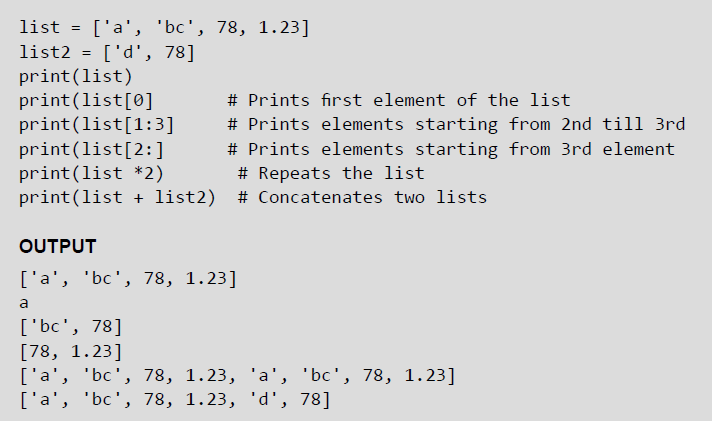 list = ['a', 'bc', 78, 1.23]
list2 = ['d', 78]
print(list)
print(list[0]       # Prints first element of the list
print(list[1:3]     # Prints elements starting from 2nd till 3rd
print(list[2:]      # Prints elements starting from 3rd element
print(list *2)       # Repeats the list
print(list + list2)  # Concatenates two lists
OUTPUT
['a', 'bc', 78, 1.23]
a
['bc', 78]
[78, 1.23]
['a', 'bc', 78, 1.23, 'a', 'bc', 78, 1.23]
['a', 'bc', 78, 1.23, 'd', 78]